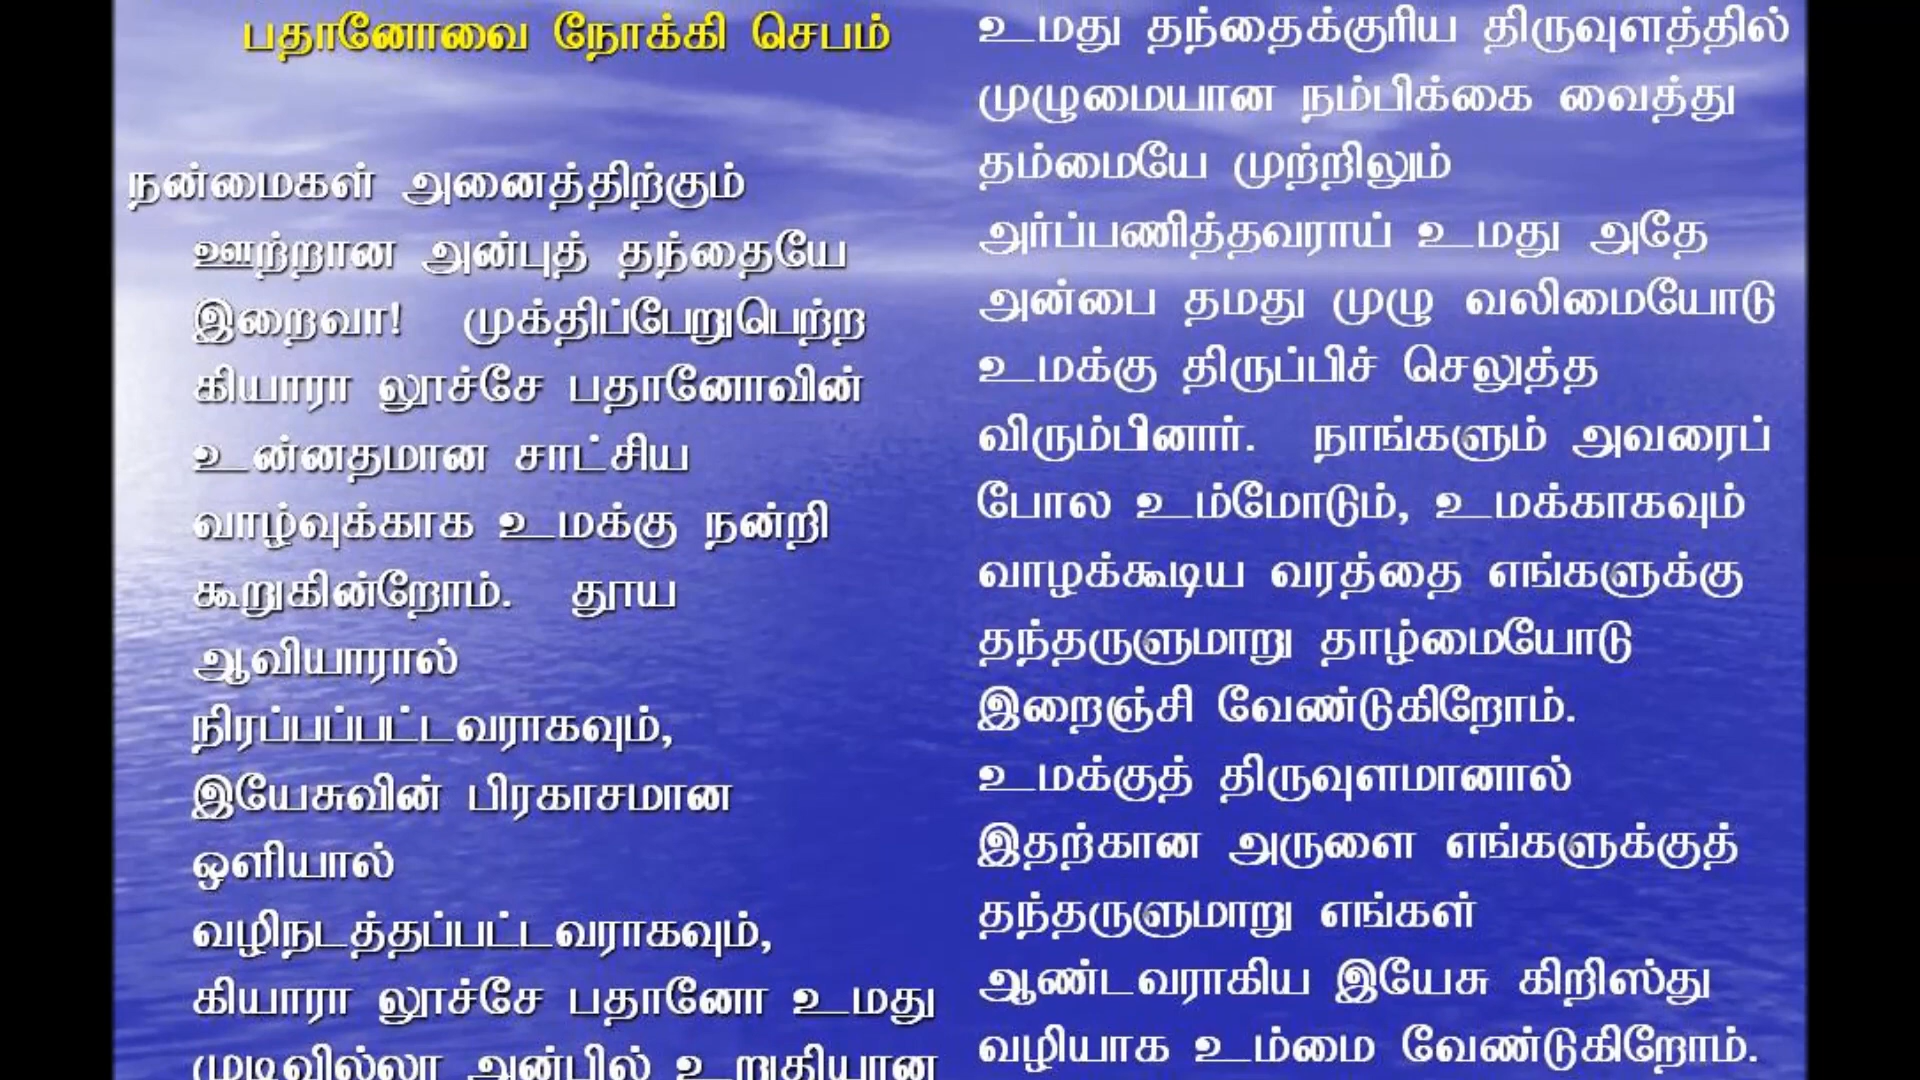 பதானோவை நோக்கி செபம்
நன்மைகள் அனைத்திற்கும்
ஊற்றான அன்புத் தந்தையே
இறைவா! முக்திப்பேறுபெற்ற
கியாரா லூச்சே பதானோவின்
உன்னதமான சாட்சிய
வாழ்வுக்காக உமக்கு நன்றி
கூறுகின்றோம். தூய
ஆவியாரால்
நிரப்பப்பட்டவராகவும்,
இயேசுவின் பிரகாசமான
ஒளியால்
வழிநடத்தப்பட்டவராகவும்,
கியாரா லூச்சே பதானோ உமது
முடிவில்லா அன்பில் உறுதியான
உமது தந்தைக்குரிய திருவுளத்தில்
முழுமையான நம்பிக்கை வைத்து
தம்மையே முற்றிலும்
அர்ப்பணித்தவராய் உமது அதே
அன்பை தமது முழு வலிமையோடு
உமக்கு திருப்பிச் செலுத்த
விரும்பினார். நாங்களும் அவரைப்
போல உம்மோடும், உமக்காகவும்
வாழக்கூடிய வரத்தை எங்களுக்கு
தந்தருளுமாறு தாழ்மையோடு
இறைஞ்சி வேண்டுகிறோம்.
உமக்குத் திருவுளமானால்
இதற்கான அருளை எங்களுக்குத்
தந்தருளுமாறு எங்கள்
ஆண்டவராகிய இயேசு கிறிஸ்து
வழியாக உம்மை வேண்டுகிறோம்.